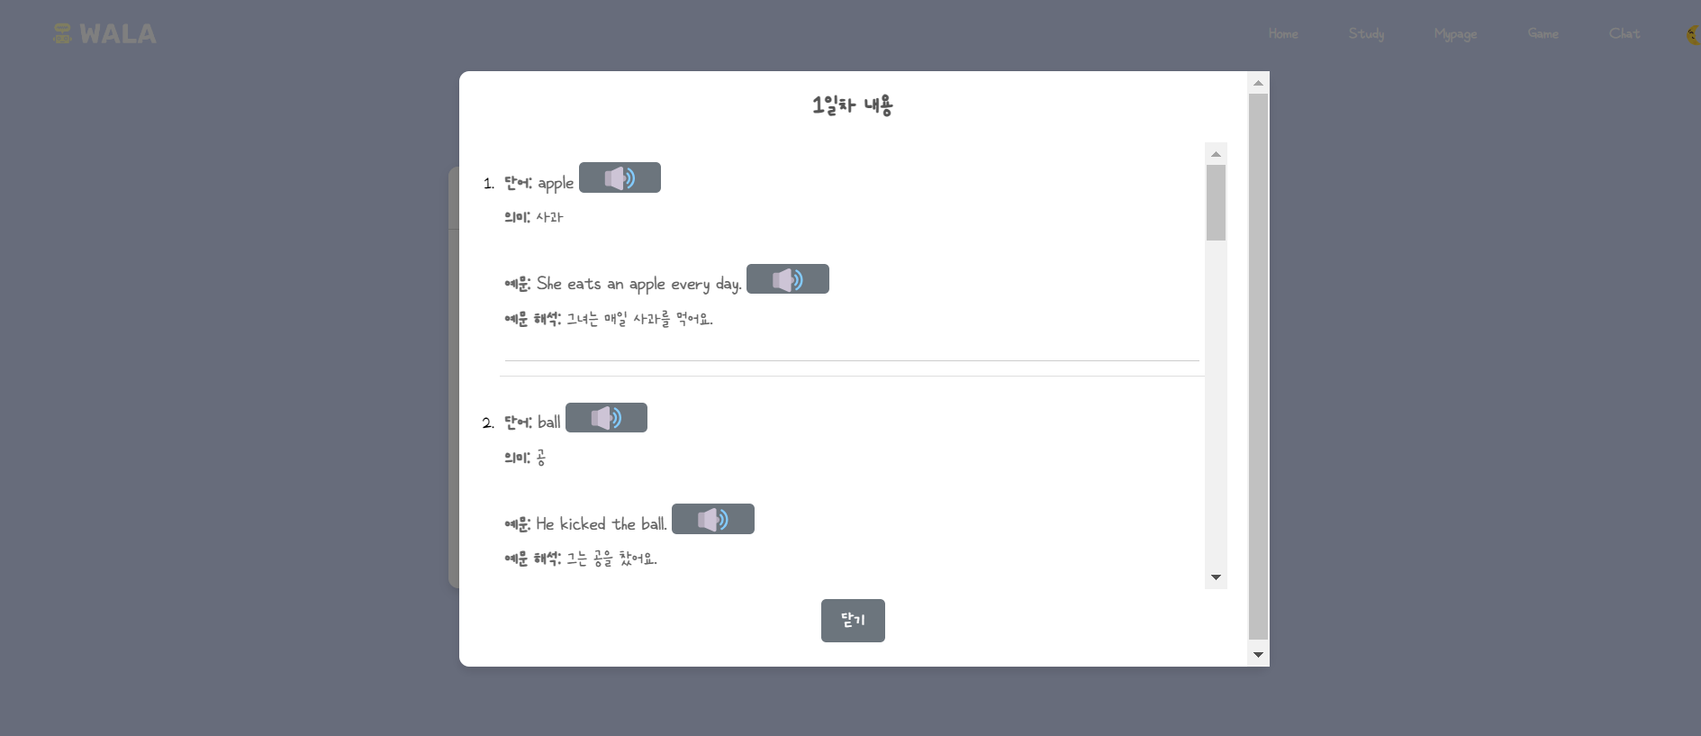 WALA
Home Study Mypage Game Chat
1일차 내용
1. 단어: apple
의미: 사과
예문: She eats an apple every day.
예문 해석: 그녀는 매일 사과를 먹어요.
2. 단어: ball
의미: 공
예문: He kicked the ball.
예문 해석: 그는 공을 찼어요.
닫기